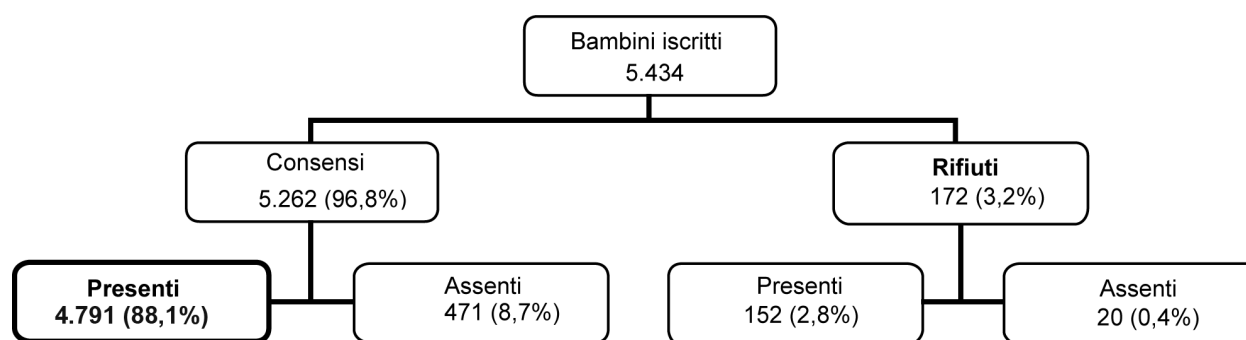 Bambini iscritti
5.434
Consensi
5.262 (96,8%)
Rifiuti
172 (3,2%)
Presenti
4.791 (88,1%)
Assenti
471 (8,7%)
Presenti
152 (2,8%)
Assenti
20 (0,4%)